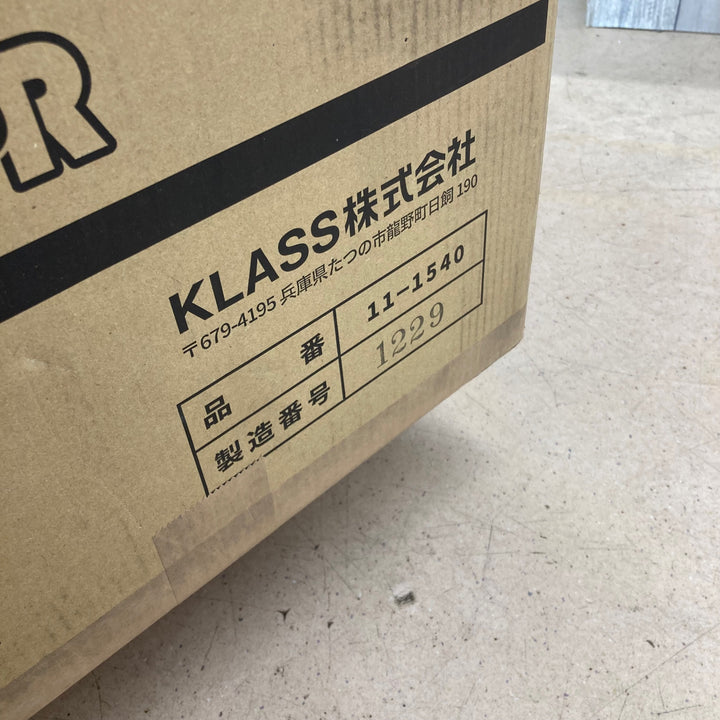 R
KLASS株式会社
〒679-4195 兵庫県たつの市龍野町日飼 190
品番 11-1540
製造番号 1229